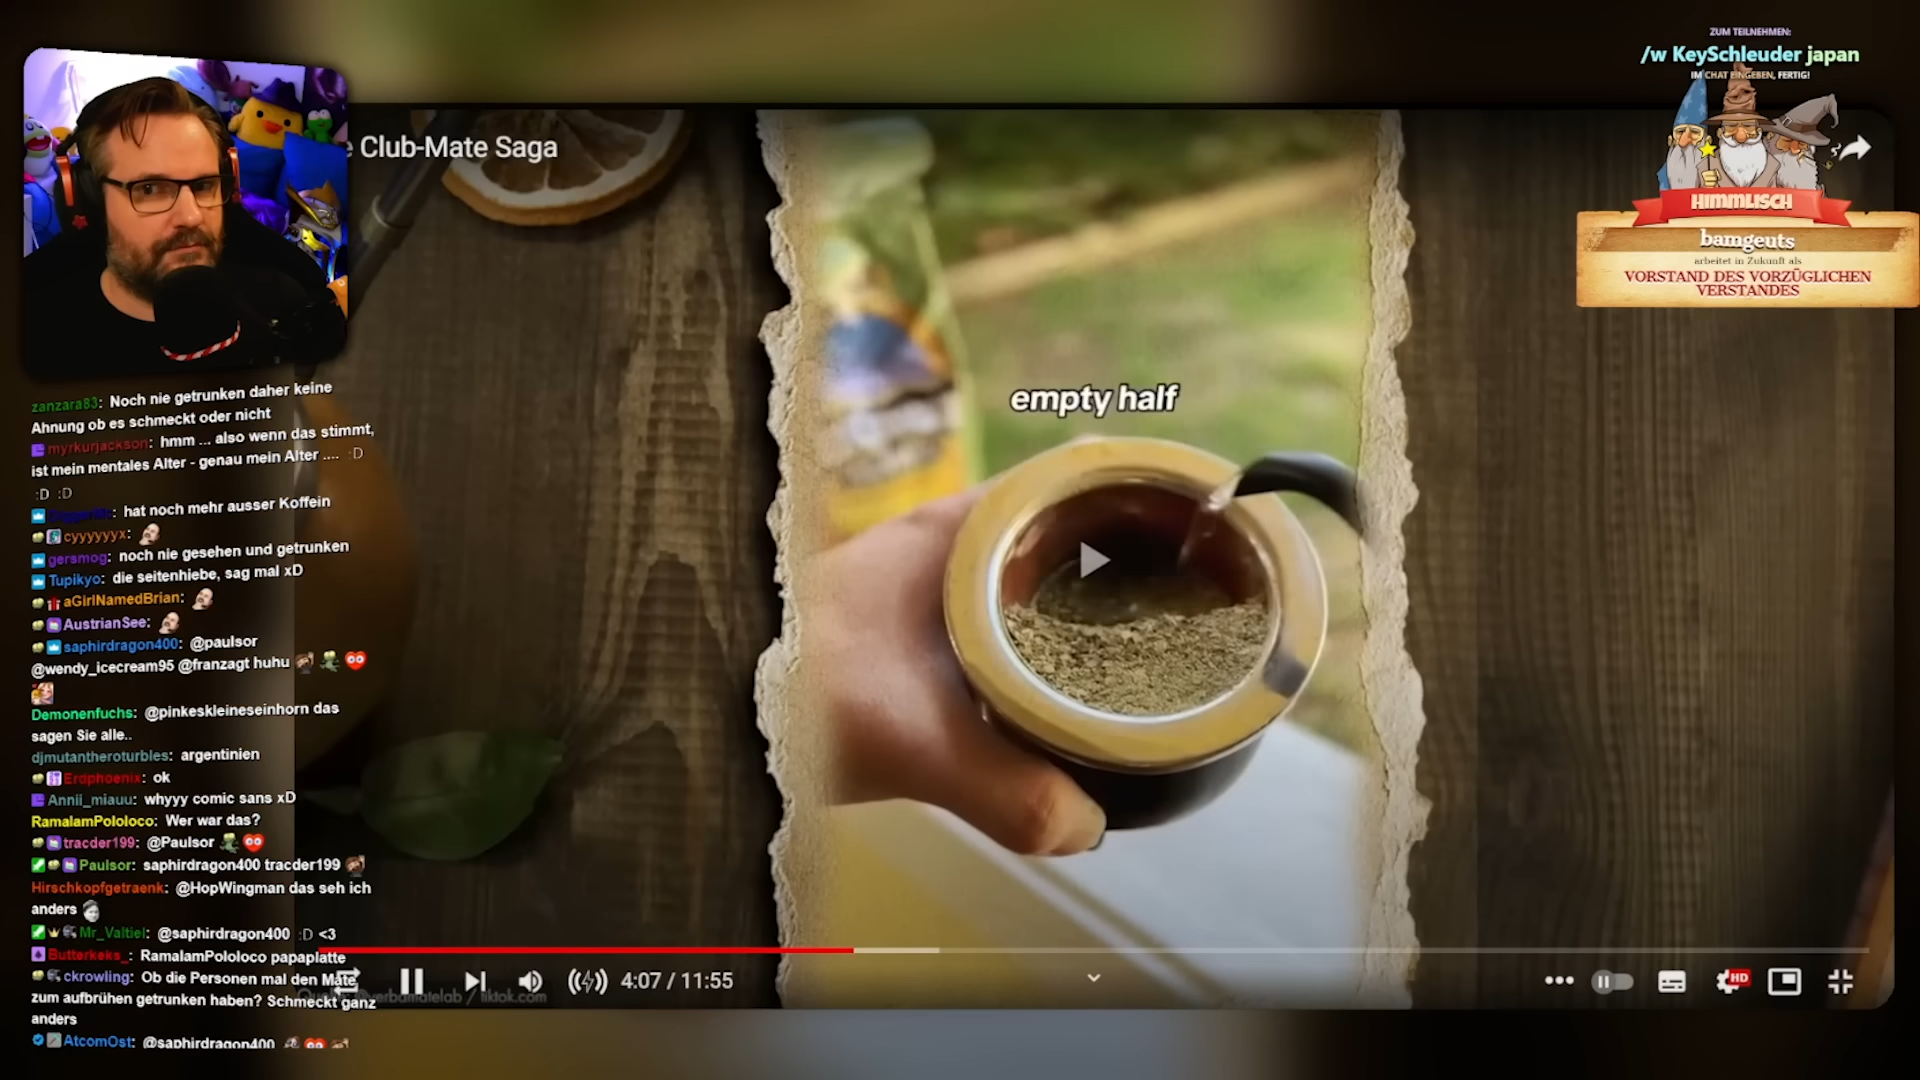 ZUM TEILNEHMEN:
/w KeySchleuder japan
IM CHAT EINGEBEN, FERTIG!
HIMMLISCH
bamgeuts
arbeitet in Zukunft als
VORSTAND DES VORZÜGLICHEN
VERSTANDES
e Club-Mate Saga
empty half
zanzara83: Noch nie getrunken daher keine
Ahnung ob es schmeckt oder nicht
myrkurjackson: hmm ... also wenn das stimmt,
ist mein mentales Alter - genau mein Alter .... :D
:D :D
: hat noch mehr ausser Koffein
cyyyyyyx:
gersmog: noch nie gesehen und getrunken
Tupikyo: die seitenhiebe, sag mal xD
aGirlNamedBrian:
AustrianSee:
saphirdragon400: @paulsor
@wendy_icecream95 @franzagt huhu
Demonenfuchs: @pinkeskleineseinhorn das
sagen Sie alle..
djmutantheroturbles: argentinien
Erdphoenix: ok
Annii_miauu: whyyy comic sans xD
RamalamPololoco: Wer war das?
tracder199: @Paulsor
Paulsor: saphirdragon400 tracder199
Hirschkopfgetraenk: @HopWingman das seh ich
anders
Mr_Valtiel: @saphirdragon400 :D <3
Butterkeks_: RamalamPololoco papaplatte
ckrowling: Ob die Personen mal den Mate
zum aufbrühen getrunken haben? Schmeckt ganz
anders
AtcomOst: @saphirdragon400
yerbamatelab / tiktok.com
4:07 / 11:55
HD